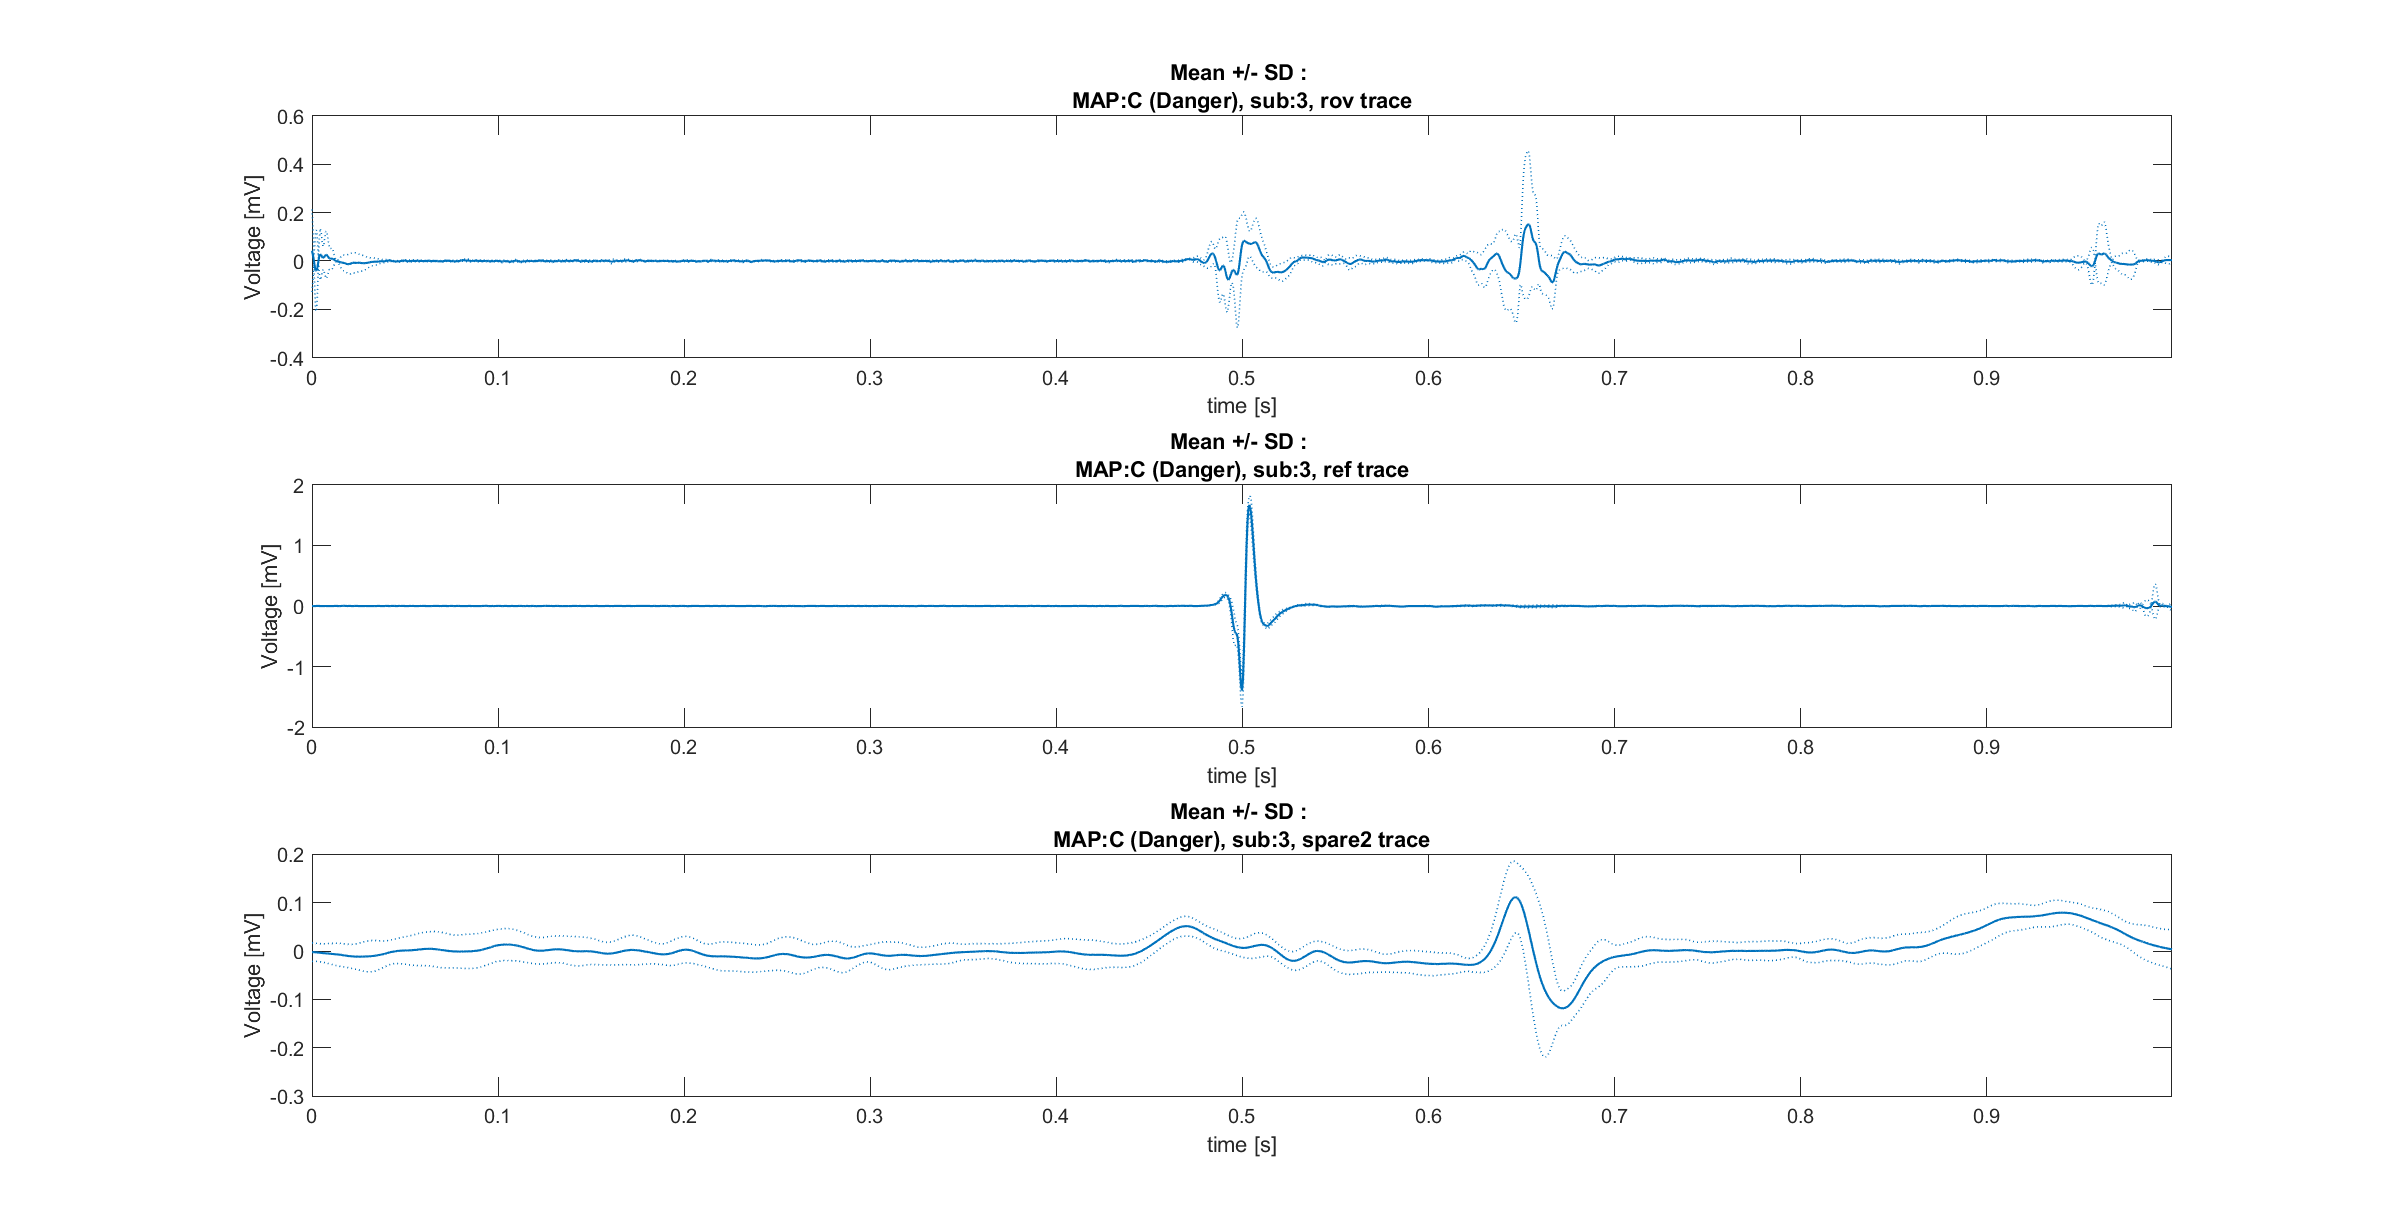 Mean +/- SD :
MAP:C (Danger), sub:3, rov trace
0.6
0.4
0.2
0
-0.2
-0.4
Voltage [mV]
0 0.1 0.2 0.3 0.4 0.5 0.6 0.7 0.8 0.9
time [s]
Mean +/- SD :
MAP:C (Danger), sub:3, ref trace
2
1
0
-1
-2
Voltage [mV]
0 0.1 0.2 0.3 0.4 0.5 0.6 0.7 0.8 0.9
time [s]
Mean +/- SD :
MAP:C (Danger), sub:3, spare2 trace
0.2
0.1
0
-0.1
-0.2
-0.3
Voltage [mV]
0 0.1 0.2 0.3 0.4 0.5 0.6 0.7 0.8 0.9
time [s]